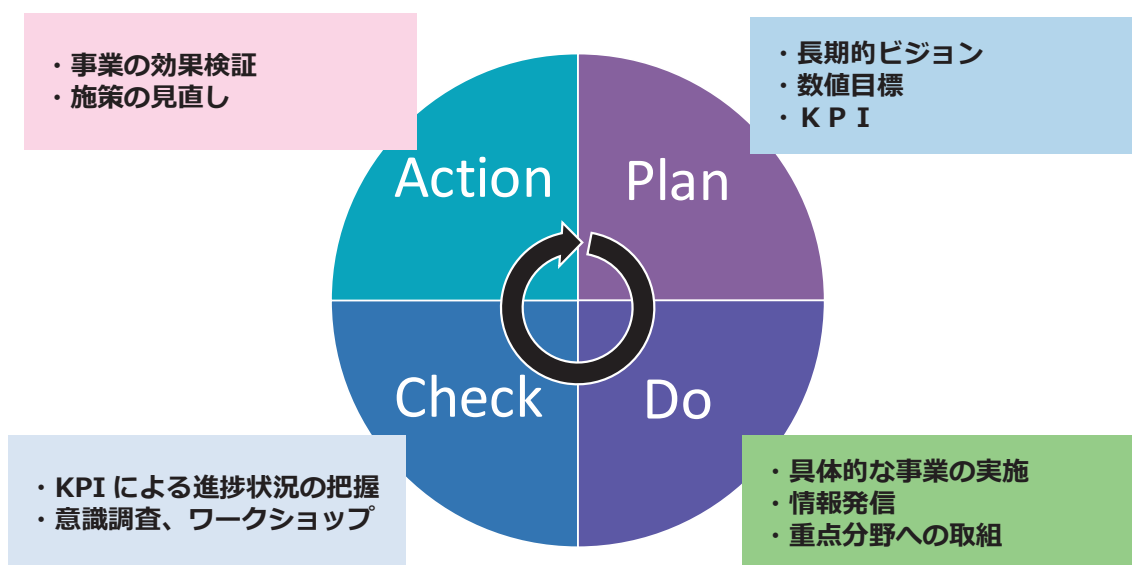 ・事業の効果検証
・施策の見直し
・長期的ビジョン
・数値目標
・ＫＰＩ
Action
Plan
Check
Do
・KPI による進捗状況の把握
・意識調査、ワークショップ
・具体的な事業の実施
・情報発信
・重点分野への取組